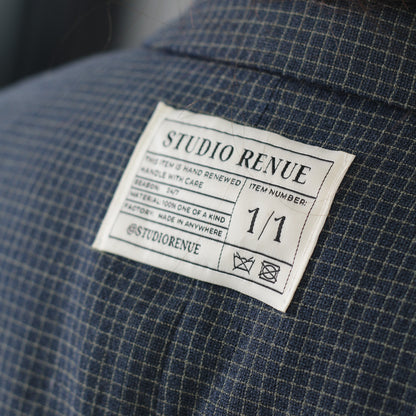 STUDIO RENUE
THIS ITEM IS HAND RENEWED
HANDLE WITH CARE
REASON: 24/7
MATERIAL: 100% ONE OF A KIND
FACTORY: MADE IN ANYWHERE
@STUDIORENUE
ITEM NUMBER:
1/1